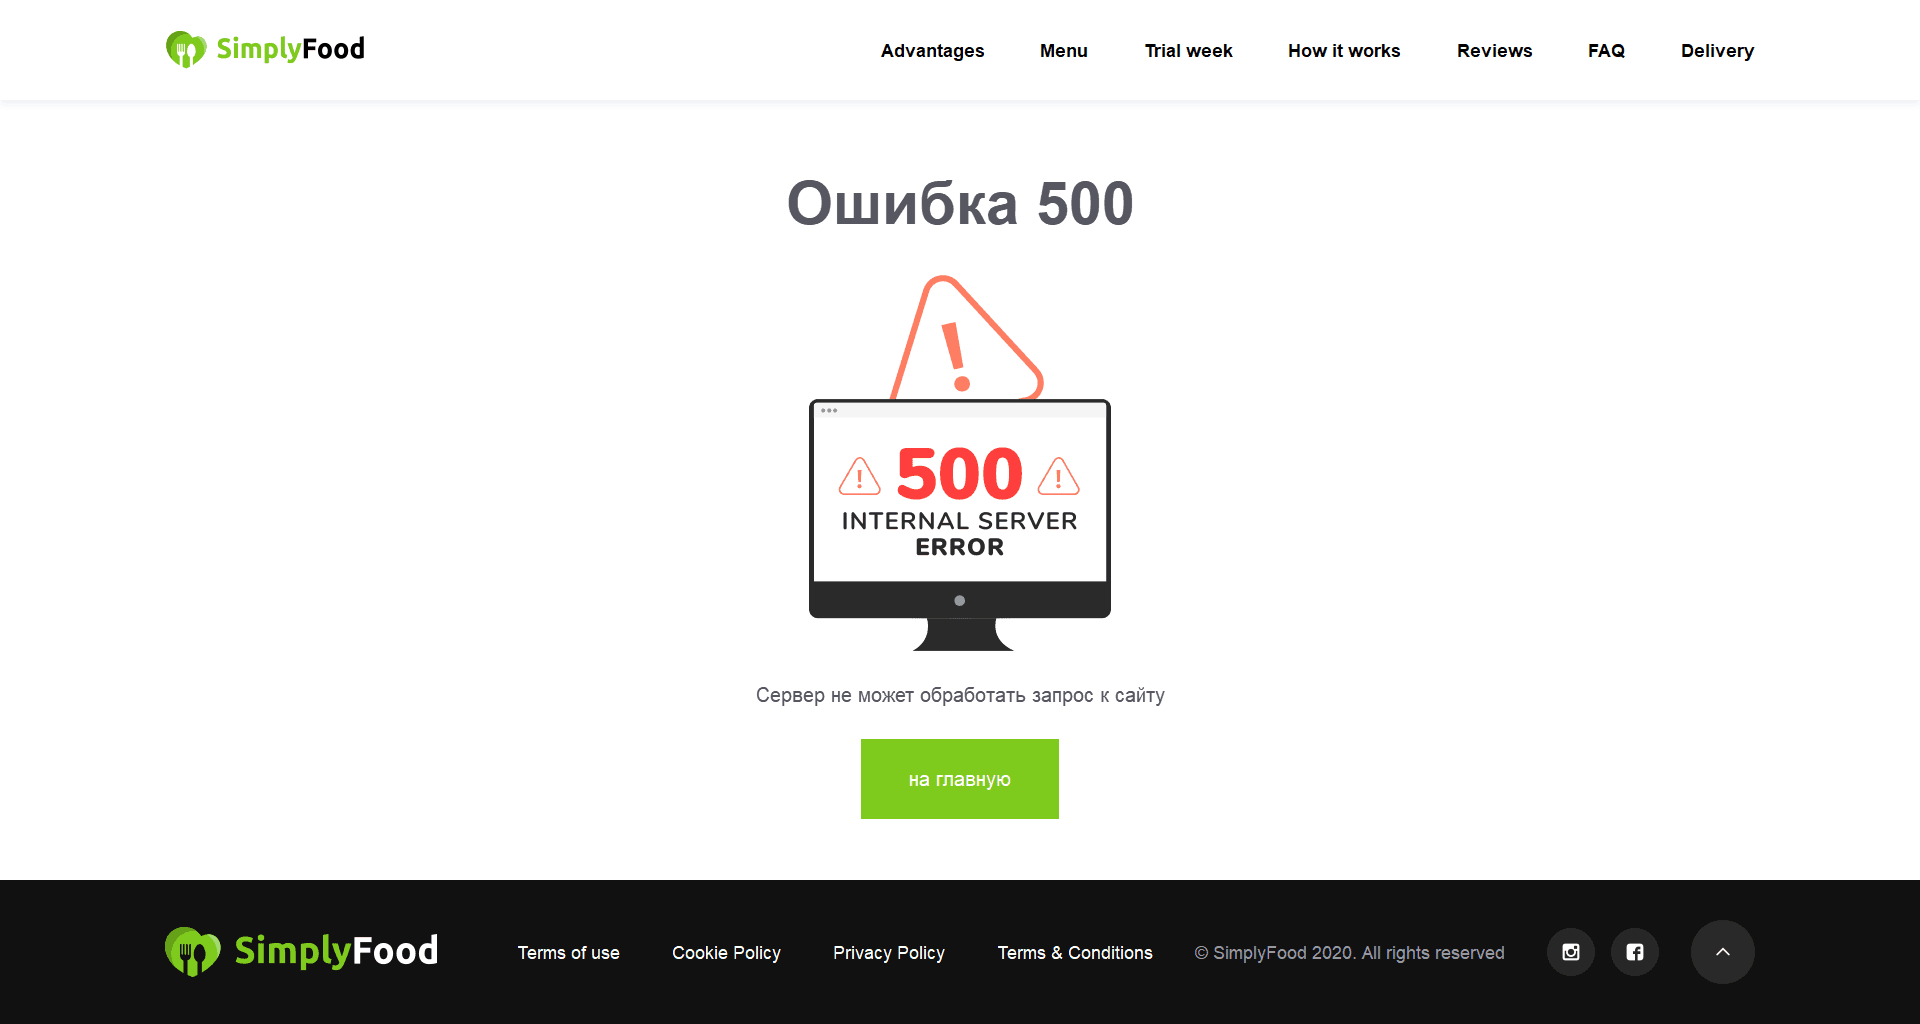 SimplyFood
Advantages Menu Trial week How it works Reviews FAQ Delivery
Ошибка 500
!
! 500 !
INTERNAL SERVER
ERROR
Сервер не может обработать запрос к сайту
на главную
SimplyFood Terms of use Cookie Policy Privacy Policy Terms & Conditions © SimplyFood 2020. All rights reserved